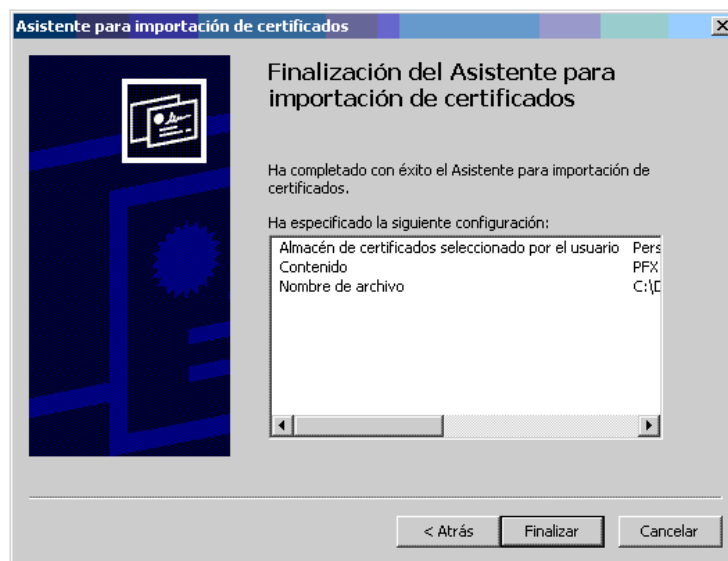 Asistente para importación de certificados
Finalización del Asistente para
importación de certificados
Ha completado con éxito el Asistente para importación de
certificados.
Ha especificado la siguiente configuración:
Almacén de certificados seleccionado por el usuario Pers
Contenido PFX
Nombre de archivo C:\D
< Atrás Finalizar Cancelar